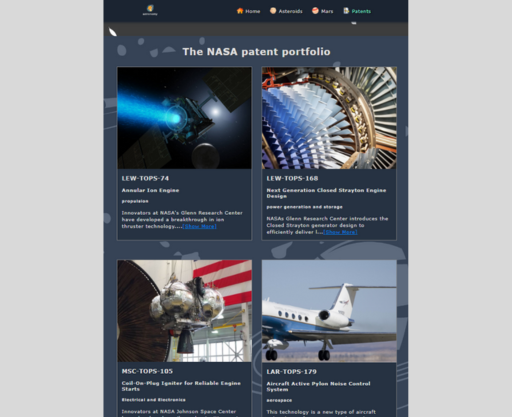 Home
Asteroids
Mars
Patents
The NASA patent portfolio
LEW-TOPS-74
Annular Ion Engine
propulsion
Innovators at NASA's Glenn Research Center
have developed a breakthrough in ion
thruster technology....[Show More]
LEW-TOPS-168
Next Generation Closed Strayton Engine
Design
power generation and storage
NASAs Glenn Research Center introduces the
Closed Strayton generator design to
efficiently deliver l...[Show More]
MSC-TOPS-105
Coil-On-Plug Igniter for Reliable Engine
Starts
Electrical and Electronics
Innovators at NASA Johnson Space Center
LAR-TOPS-179
Aircraft Active Pylon Noise Control
System
aerospace
This technology is a new type of aircraft